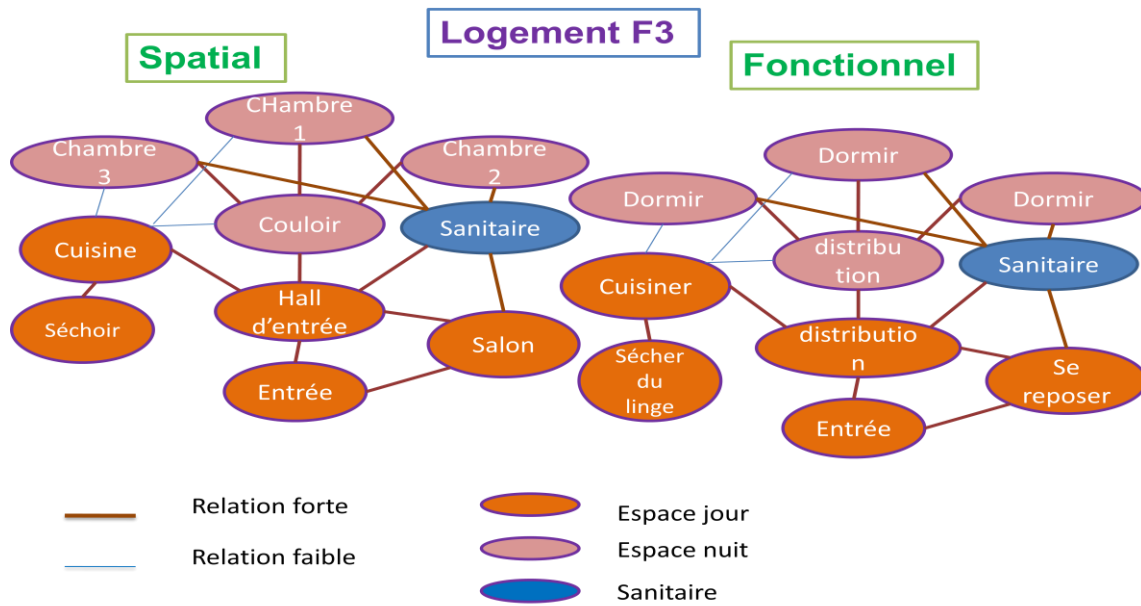 Logement F3
Spatial
Fonctionnel
CHambre
1
Chambre
3
Chambre
2
Couloir
Sanitaire
Cuisine
Hall
d’entrée
Séchoir
Salon
Entrée
Dormir
Dormir
Dormir
distribu
tion
Sanitaire
Cuisiner
distributio
n
Sécher
du
linge
Se
reposer
Entrée
Relation forte
Relation faible
Espace jour
Espace nuit
Sanitaire